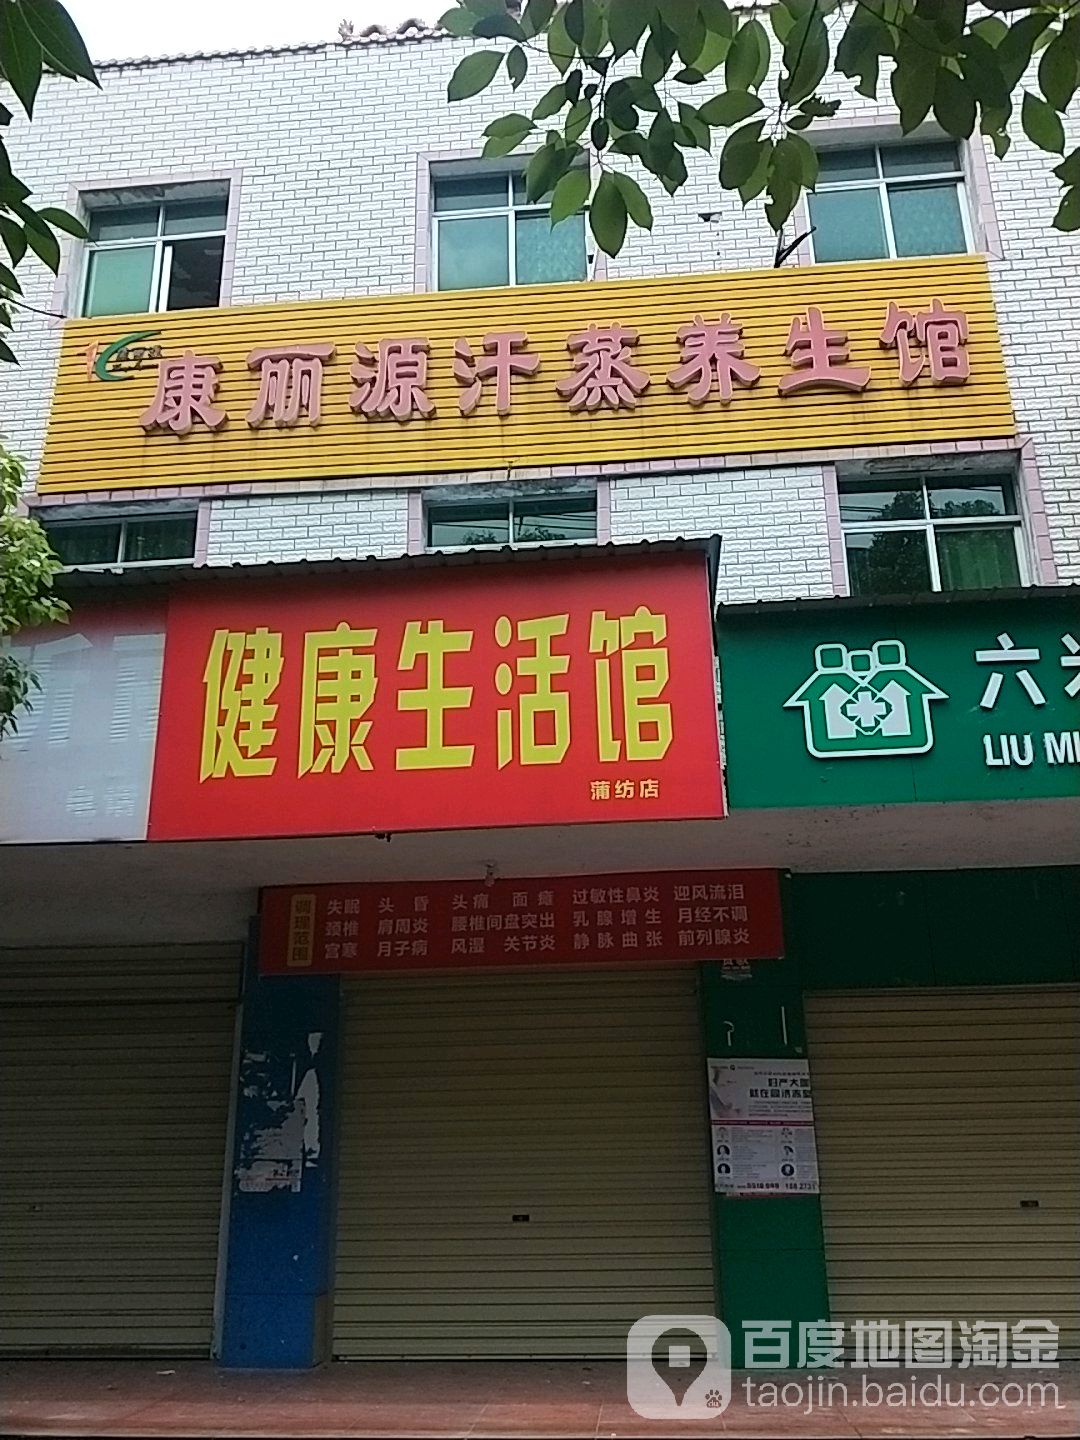 康丽源汗蒸养生馆
健康生活馆
蒲纺店
六
LIU MI
调理范围
失眠 头昏 头痛 面瘫 过敏性鼻炎 迎风流泪
颈椎 肩周炎 腰椎间盘突出 乳腺增生 月经不调
宫寒 月子病 风湿 关节炎 静脉曲张 前列腺炎
妇产大
就在
百度地图淘金
taojin.baidu.com